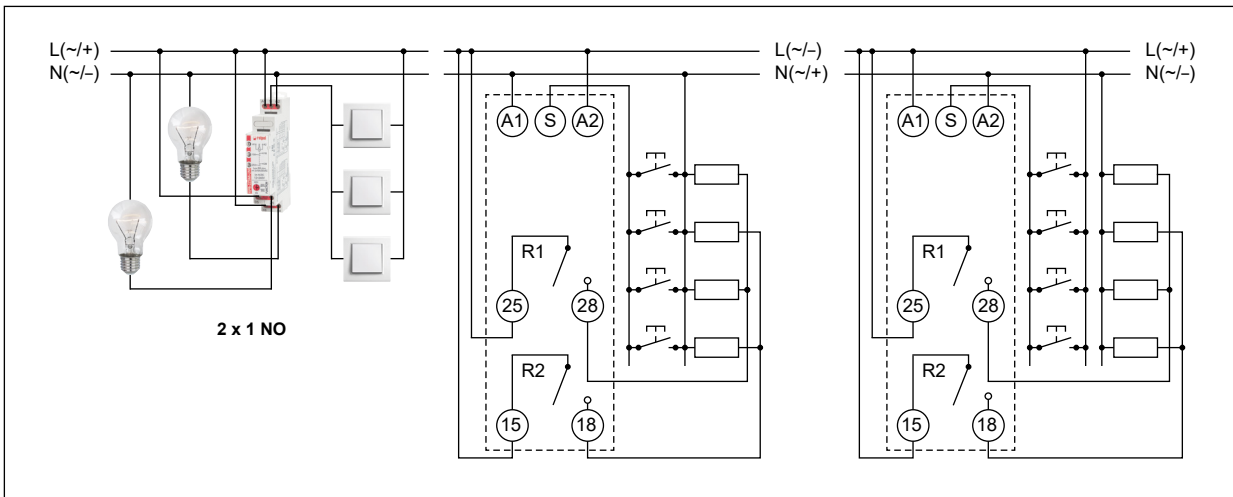 L(~/+)
N(~/–)
2 x 1 NO
A1 S A2
R1
25 28
R2
15 18
L(~/–)
N(~/+)
A1 S A2
R1
25 28
R2
15 18
L(~/+)
N(~/–)